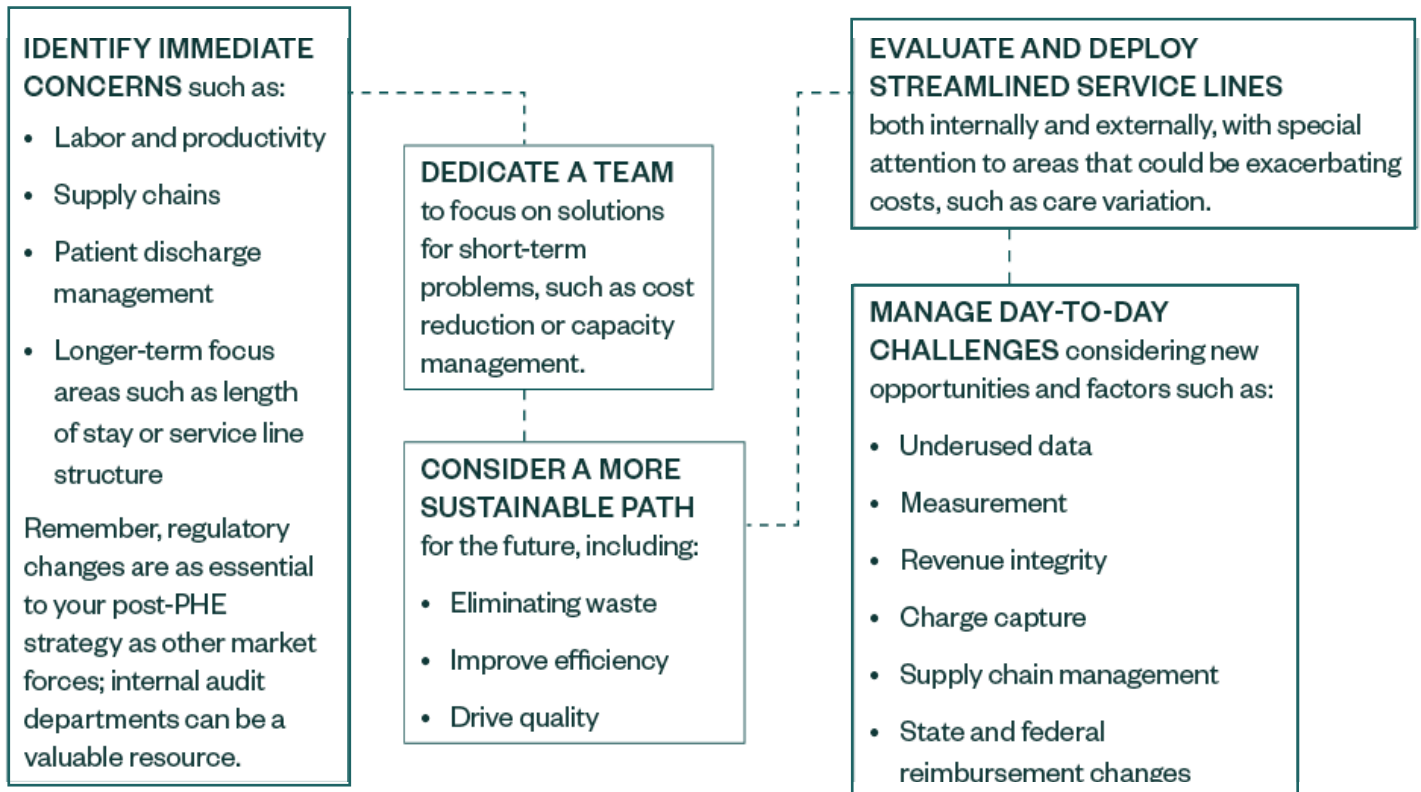 IDENTIFY IMMEDIATE
CONCERNS such as:
• Labor and productivity
• Supply chains
• Patient discharge
management
• Longer-term focus
areas such as length
of stay or service line
structure
Remember, regulatory
changes are as essential
to your post-PHE
strategy as other market
forces; internal audit
departments can be a
valuable resource.
DEDICATE A TEAM
to focus on solutions
for short-term
problems, such as cost
reduction or capacity
management.
CONSIDER A MORE
SUSTAINABLE PATH
for the future, including:
• Eliminating waste
• Improve efficiency
• Drive quality
EVALUATE AND DEPLOY
STREAMLINED SERVICE LINES
both internally and externally, with special
attention to areas that could be exacerbating
costs, such as care variation.
MANAGE DAY-TO-DAY
CHALLENGES considering new
opportunities and factors such as:
• Underused data
• Measurement
• Revenue integrity
• Charge capture
• Supply chain management
• State and federal
reimbursement changes